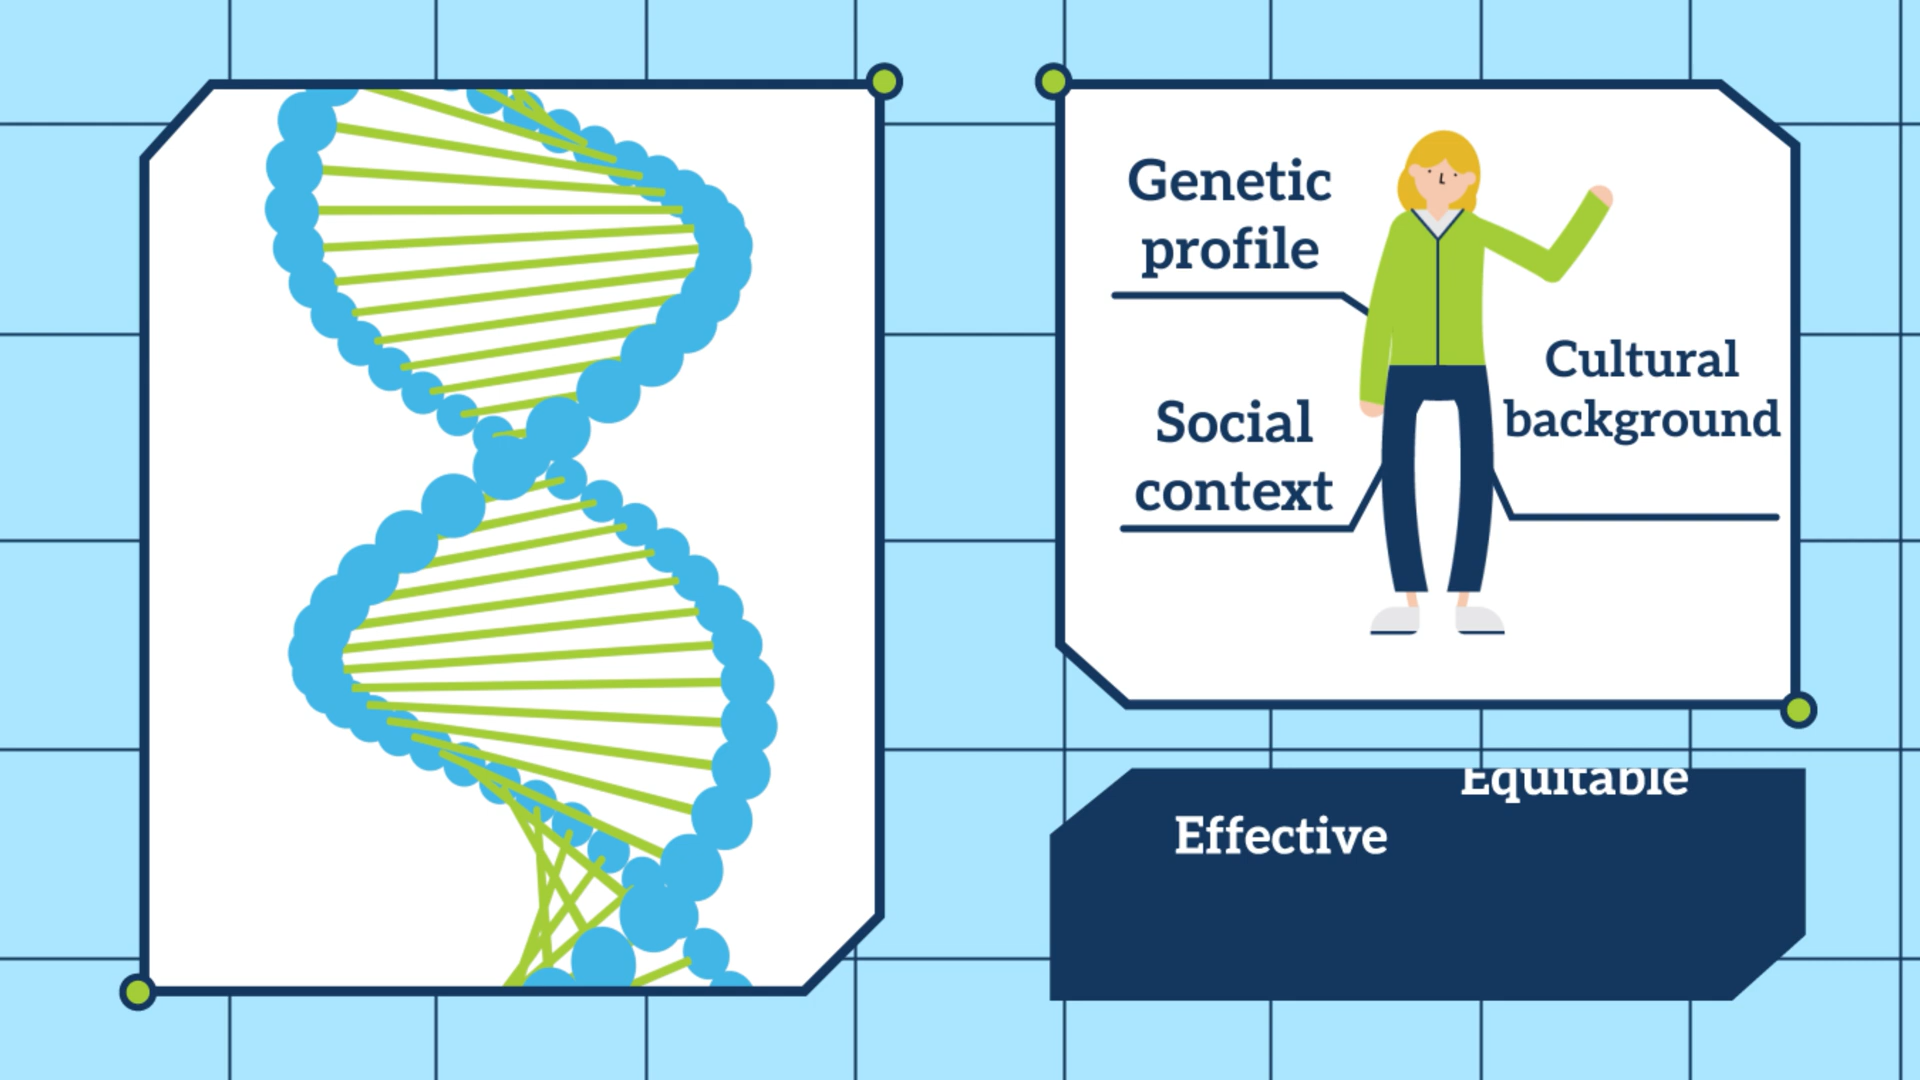 Genetic
profile
Social
context
Cultural
background
Equitable
Effective